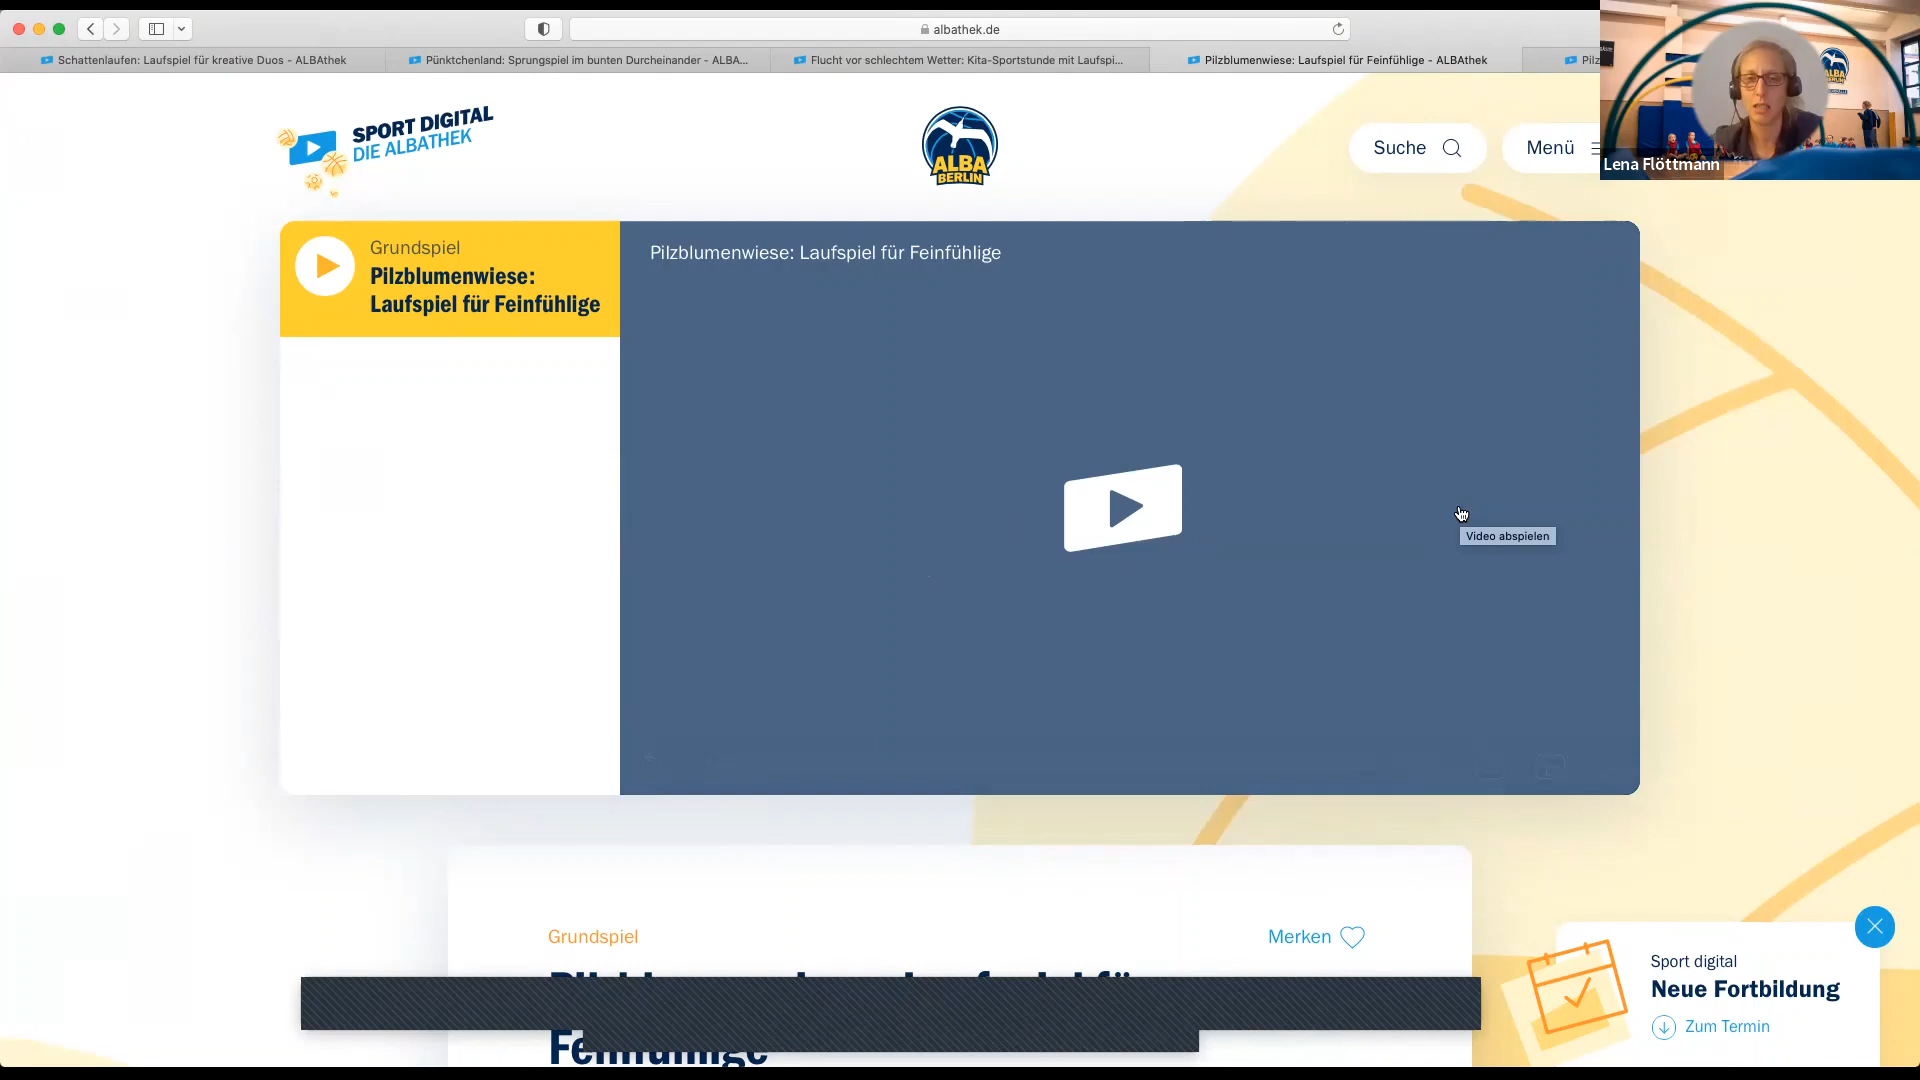 albathek.de
Schattenlaufen: Laufspiel für kreative Duos - ALBAthek
Pünktchenland: Sprungspiel im bunten Durcheinander - ALBA...
Flucht vor schlechtem Wetter: Kita-Sportstunde mit Laufspi...
Pilzblumenwiese: Laufspiel für Feinfühlige - ALBAthek
Lena Flöttmann
SPORT DIGITAL
DIE ALBATHEK
ALBA
BERLIN
Suche
Menü
Grundspiel
Pilzblumenwiese:
Laufspiel für Feinfühlige
Pilzblumenwiese: Laufspiel für Feinfühlige
Video abspielen
Grundspiel
Merken
Sport digital
Neue Fortbildung
Zum Termin